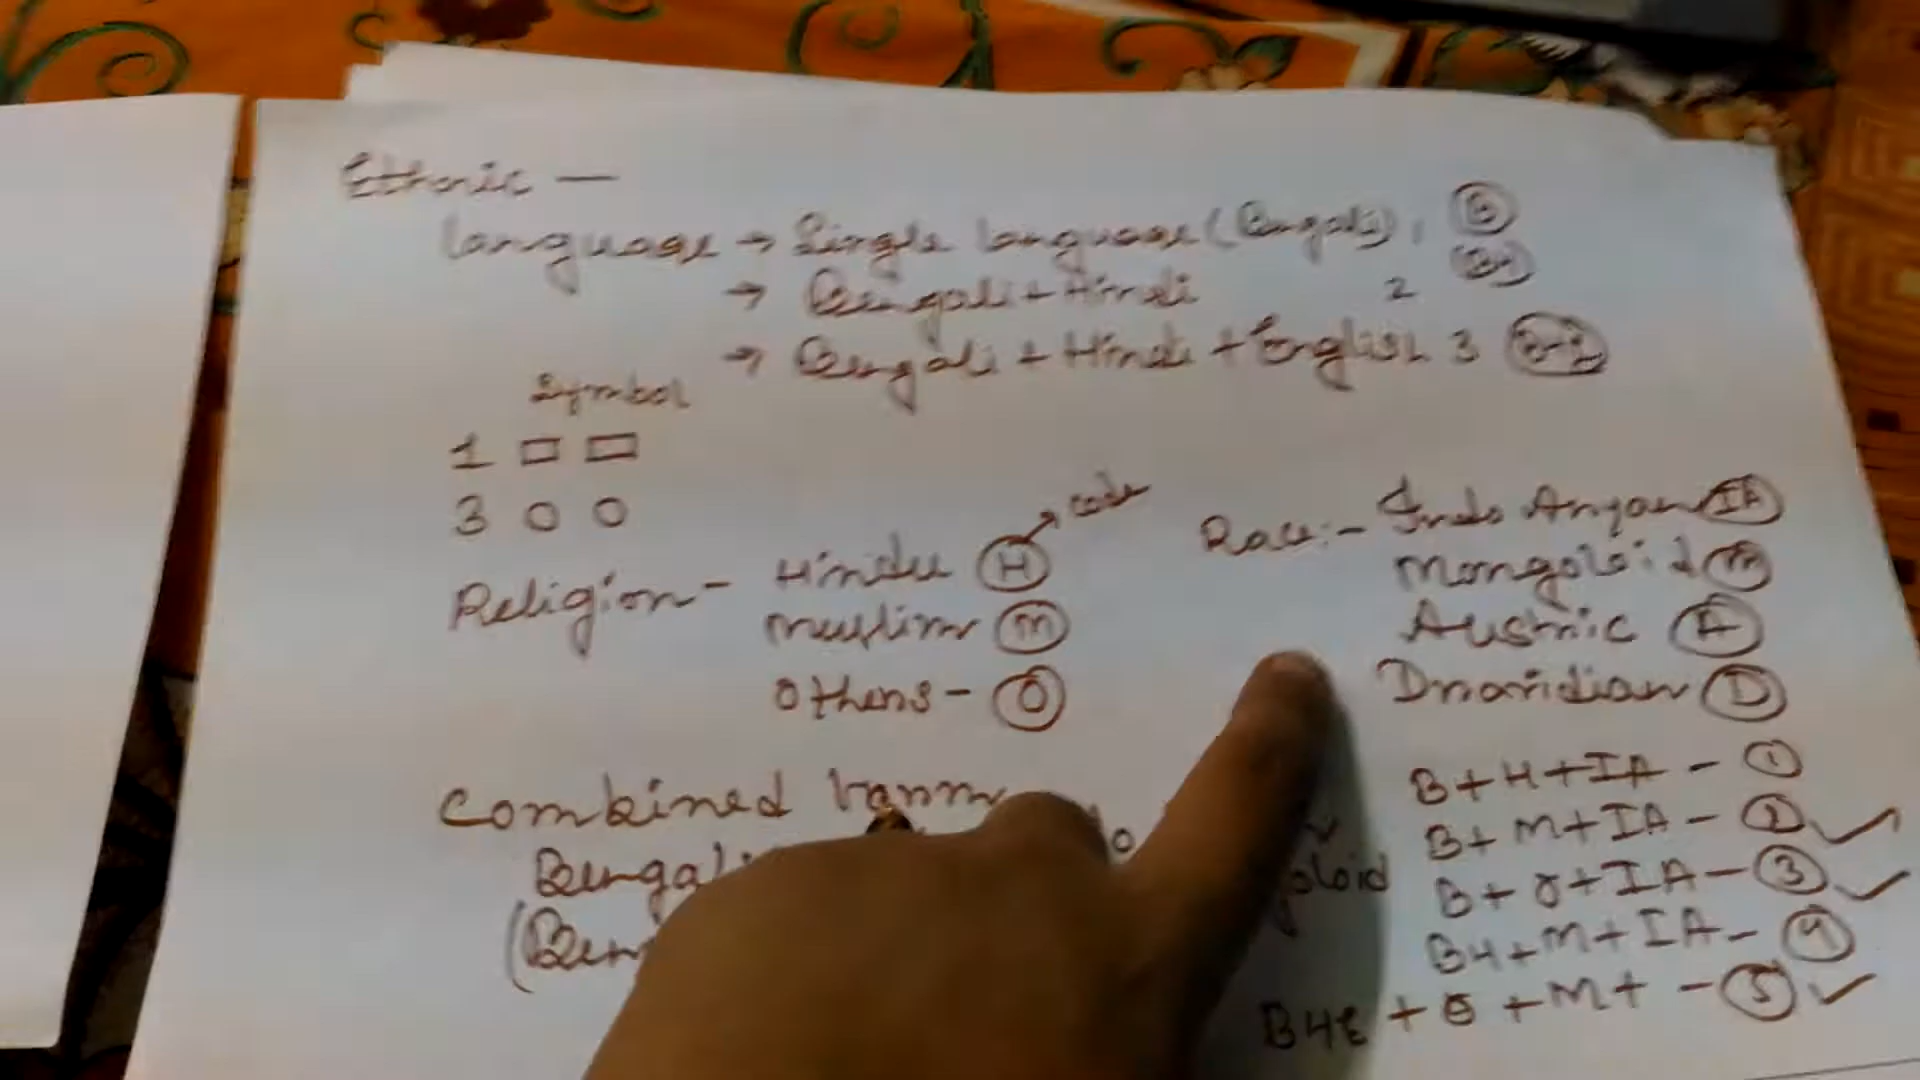 Ethnic —
Language → Single language (Bengali) 1 (B)
→ Bengali + Hindi 2 (BH)
→ Bengali + Hindi + English 3
Symbol
1 □ □
3 O O
Religion - Hindu (H) → code
Muslim (M)
Others - (O)
Race :- Indo Aryan (IA)
Mongoloid (M)
Austric (A)
Dravidian (D)
Combined
B + H + IA - (1)
B + M + IA - (2) ✓
B + O + IA - (3) ✓
BH + M + IA - (4)
BHE + O + M + - (5) ✓